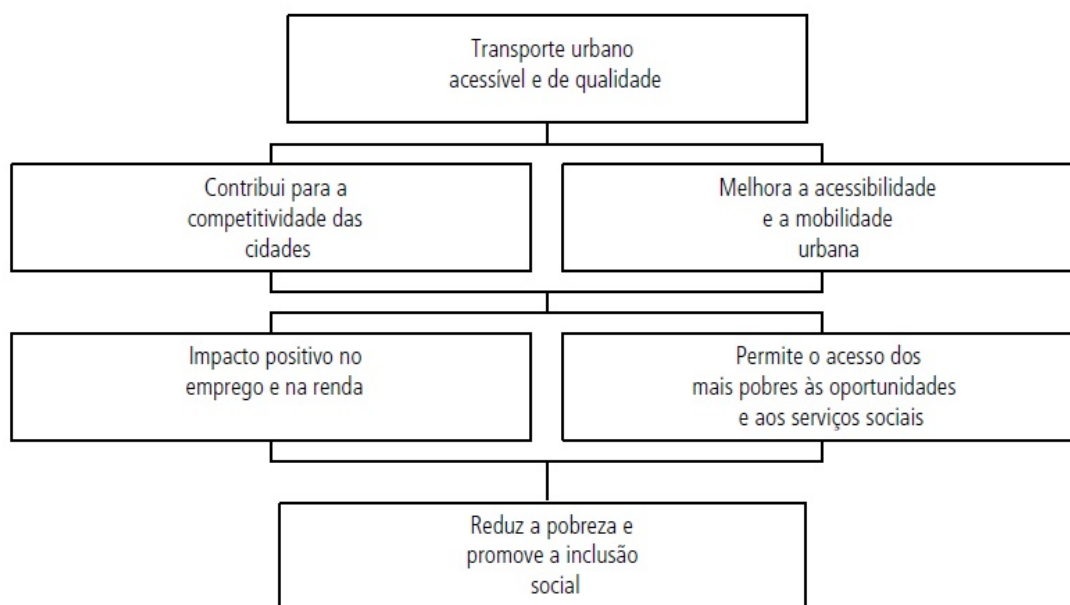 Transporte urbano
acessível e de qualidade
Contribui para a
competitividade das
cidades
Melhora a acessibilidade
e a mobilidade
urbana
Impacto positivo no
emprego e na renda
Permite o acesso dos
mais pobres às oportunidades
e aos serviços sociais
Reduz a pobreza e
promove a inclusão
social